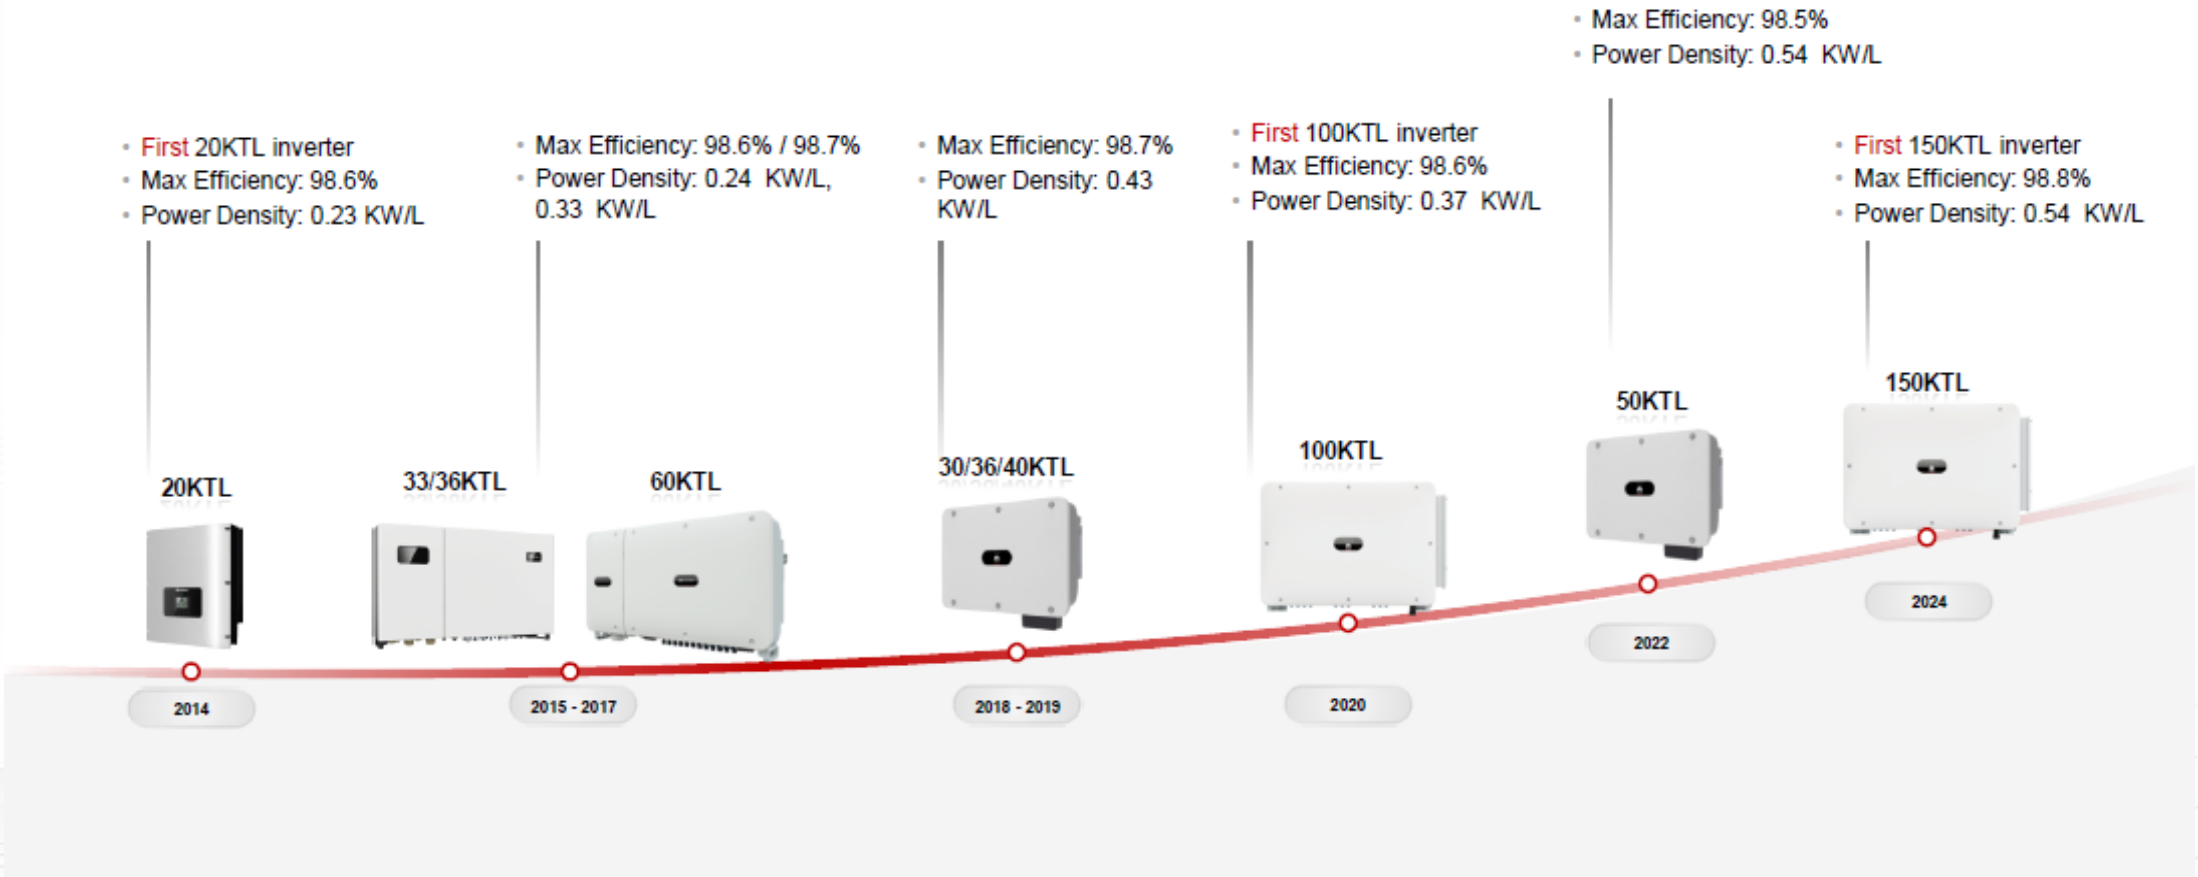 • Max Efficiency: 98.5%
• Power Density: 0.54 KW/L
• First 20KTL inverter
• Max Efficiency: 98.6%
• Power Density: 0.23 KW/L
• Max Efficiency: 98.6% / 98.7%
• Power Density: 0.24 KW/L,
0.33 KW/L
• Max Efficiency: 98.7%
• Power Density: 0.43
KW/L
• First 100KTL inverter
• Max Efficiency: 98.6%
• Power Density: 0.37 KW/L
• First 150KTL inverter
• Max Efficiency: 98.8%
• Power Density: 0.54 KW/L
20KTL
33/36KTL
60KTL
30/36/40KTL
100KTL
50KTL
150KTL
2014
2015 - 2017
2018 - 2019
2020
2022
2024